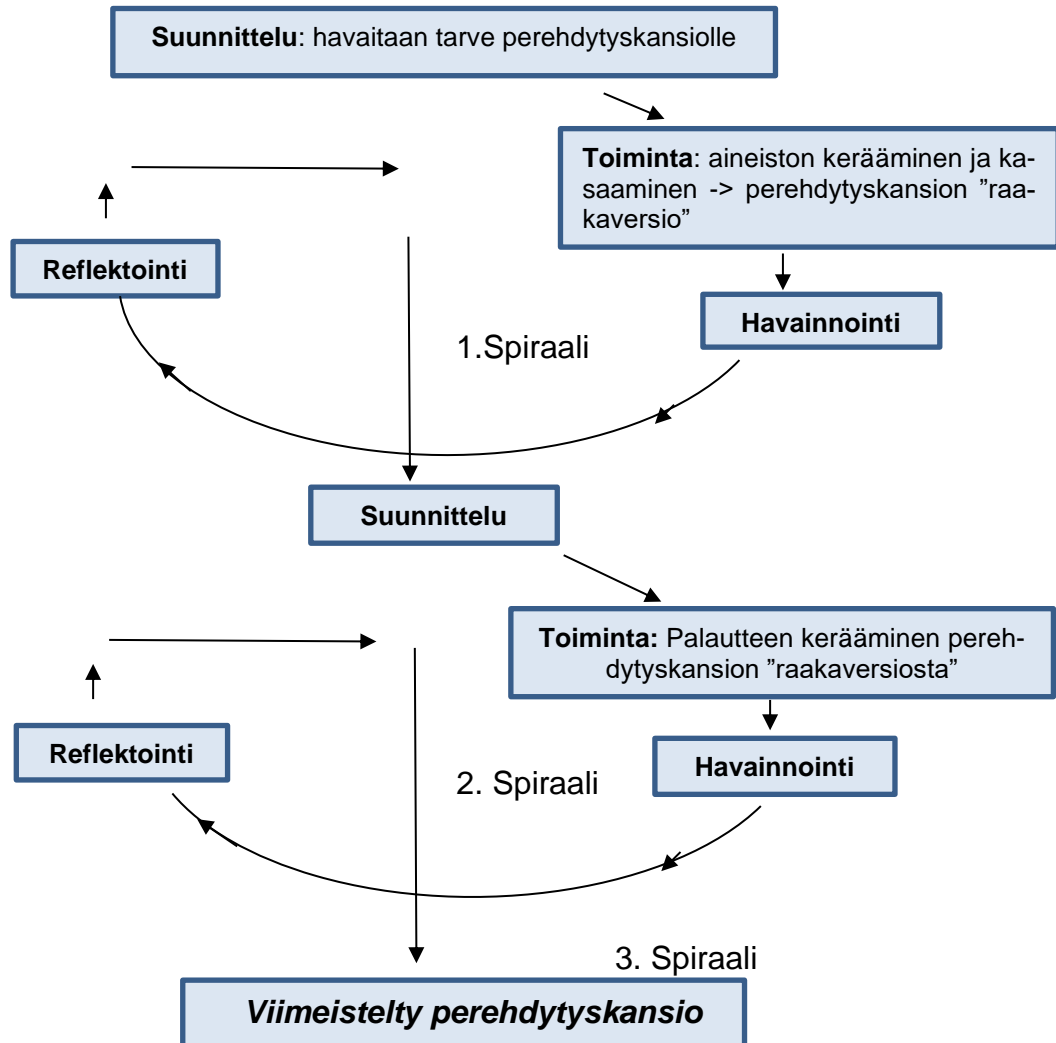 Suunnittelu: havaitaan tarve perehdytyskansiolle
Toiminta: aineiston kerääminen ja ka-
saaminen -> perehdytyskansion ”raa-
kaversio”
Reflektointi
Havainnointi
1.Spiraali
Suunnittelu
Toiminta: Palautteen kerääminen pereh-
dytyskansion ”raakaversiosta”
Reflektointi
Havainnointi
2. Spiraali
3. Spiraali
Viimeistelty perehdytyskansio